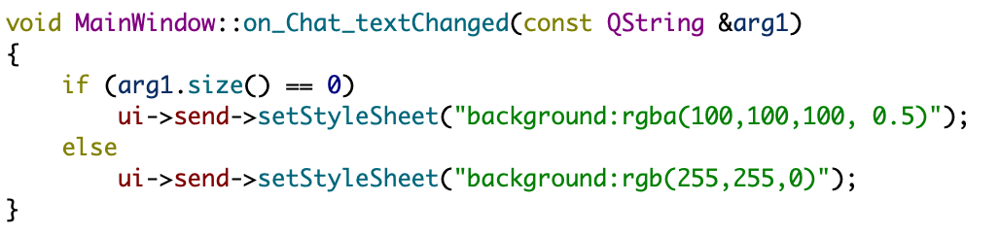 void MainWindow::on_Chat_textChanged(const QString &arg1)
{
    if (arg1.size() == 0)
        ui->send->setStyleSheet("background:rgba(100,100,100, 0.5)");
    else
        ui->send->setStyleSheet("background:rgb(255,255,0)");
}